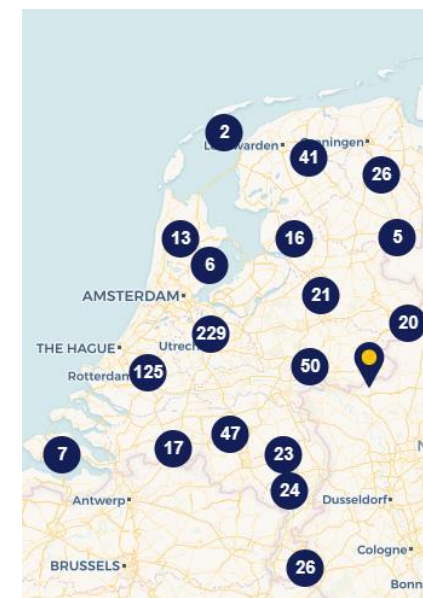 2
41
26
13
16
5
6
AMSTERDAM
21
20
229
THE HAGUE
50
125
47
17
7
23
24
Antwerp
Dusseldorf
Cologne
26
BRUSSELS
Bonn